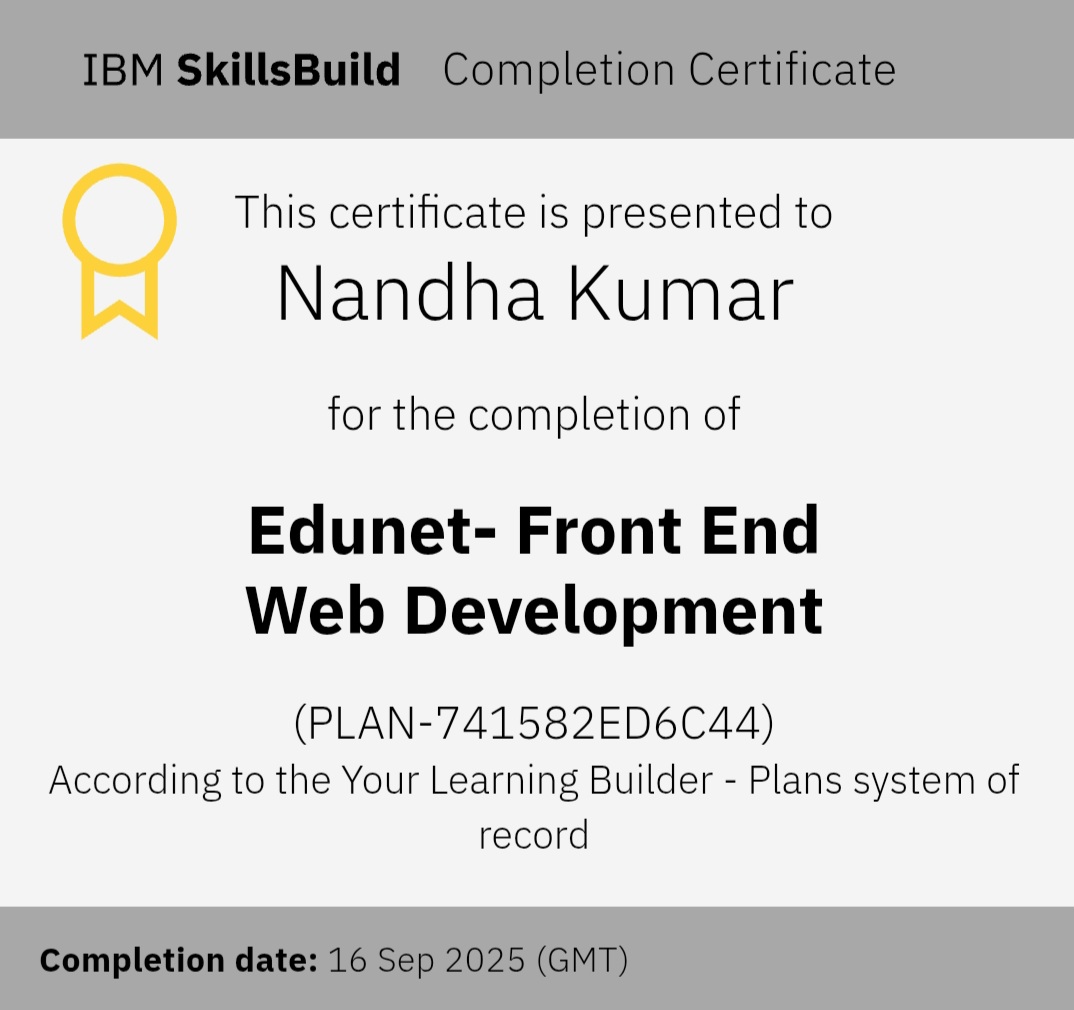 IBM SkillsBuild Completion Certificate
This certificate is presented to
Nandha Kumar
for the completion of
Edunet- Front End
Web Development
(PLAN-741582ED6C44)
According to the Your Learning Builder - Plans system of
record
Completion date: 16 Sep 2025 (GMT)